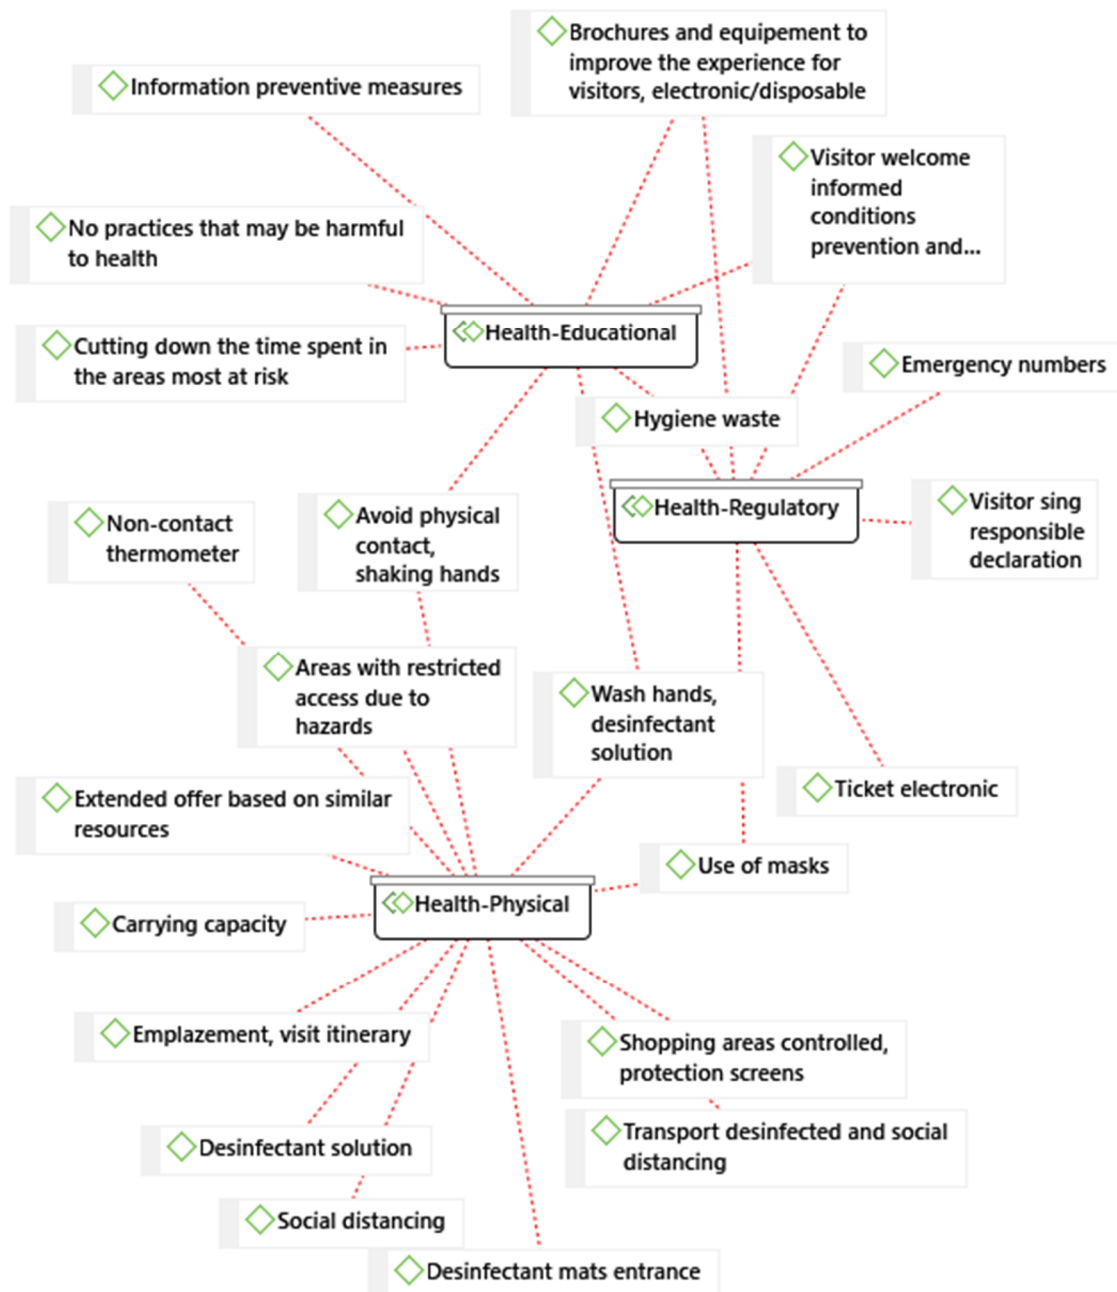 Brochures and equipement to
improve the experience for
visitors, electronic/disposable
Information preventive measures
Visitor welcome
informed
conditions
prevention and...
No practices that may be harmful
to health
Health-Educational
Cutting down the time spent in
the areas most at risk
Emergency numbers
Hygiene waste
Health-Regulatory
Visitor sing
responsible
declaration
Non-contact
thermometer
Avoid physical
contact,
shaking hands
Areas with restricted
access due to
hazards
Wash hands,
desinfectant
solution
Extended offer based on similar
resources
Ticket electronic
Use of masks
Health-Physical
Carrying capacity
Emplazement, visit itinerary
Shopping areas controlled,
protection screens
Desinfectant solution
Transport desinfected and social
distancing
Social distancing
Desinfectant mats entrance